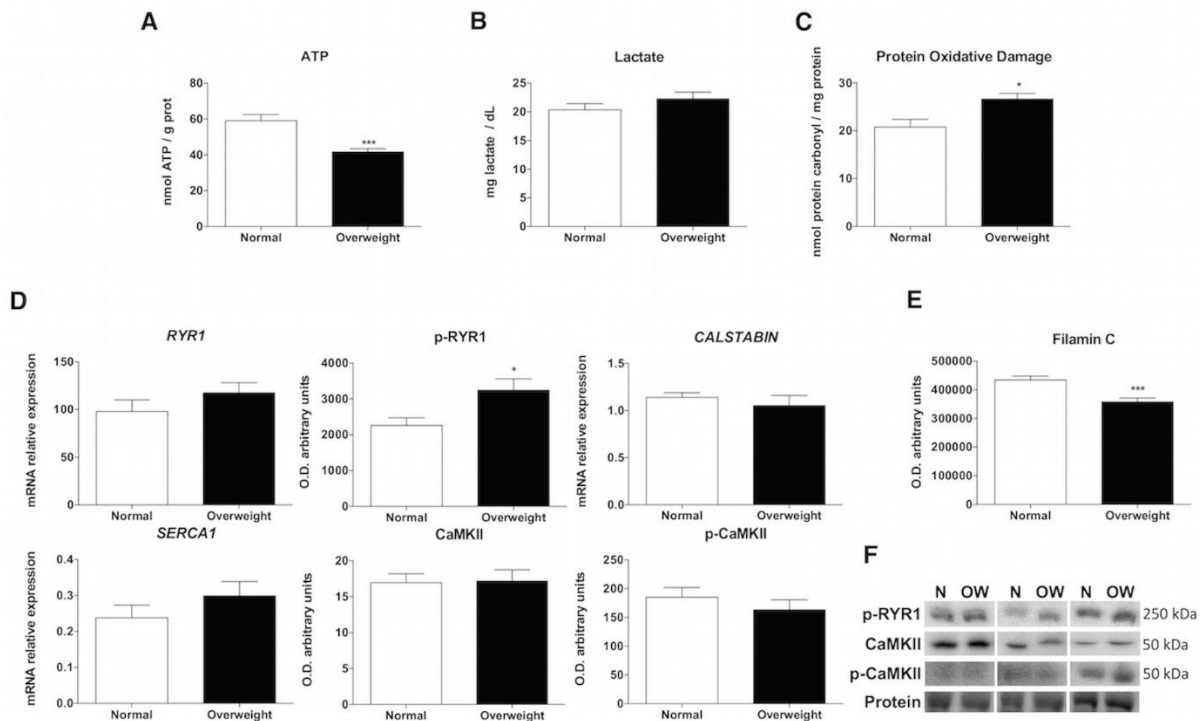 A
ATP
nmol ATP / g prot
80
60
40
20
0
***
Normal
Overweight
B
Lactate
mg lactate / dL
25
20
15
10
5
0
Normal
Overweight
C
Protein Oxidative Damage
nmol protein carbonyl / mg protein
30
20
10
0
*
Normal
Overweight
D
RYR1
mRNA relative expression
150
100
50
0
Normal
Overweight
p-RYR1
O.D. arbitrary units
4000
3000
2000
1000
0
*
Normal
Overweight
CALSTABIN
mRNA relative expression
1.5
1.0
0.5
0.0
Normal
Overweight
E
Filamin C
O.D. arbitrary units
500000
400000
300000
200000
100000
0
***
Normal
Overweight
SERCA1
mRNA relative expression
0.4
0.3
0.2
0.1
0.0
Normal
Overweight
CaMKII
O.D. arbitrary units
20
15
10
5
0
Normal
Overweight
p-CaMKII
O.D. arbitrary units
250
200
150
100
50
0
Normal
Overweight
F
N OW N OW N OW
p-RYR1 250 kDa
CaMKII 50 kDa
p-CaMKII 50 kDa
Protein